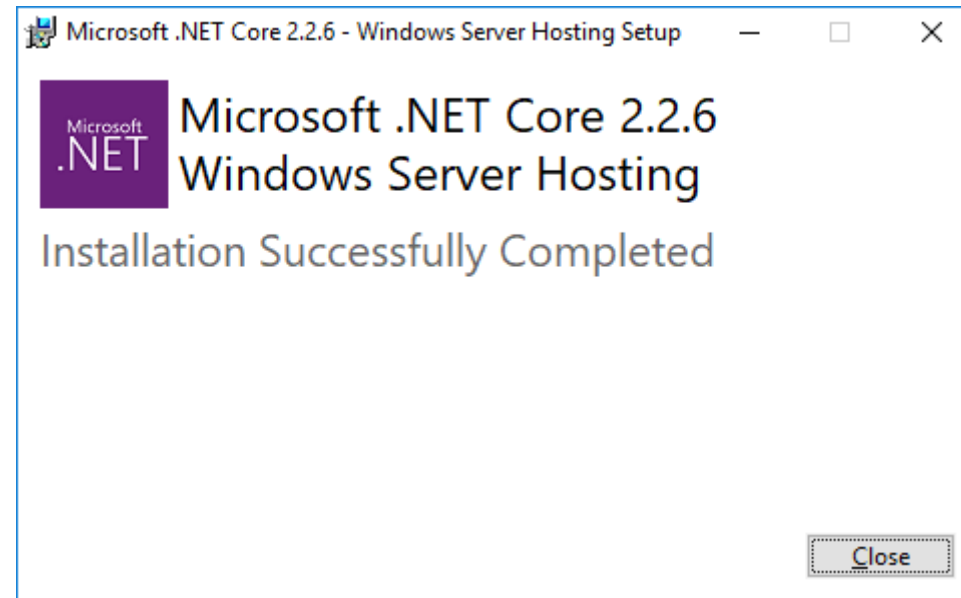 Microsoft .NET Core 2.2.6 - Windows Server Hosting Setup
Microsoft
.NET
Microsoft .NET Core 2.2.6
Windows Server Hosting
Installation Successfully Completed
Close